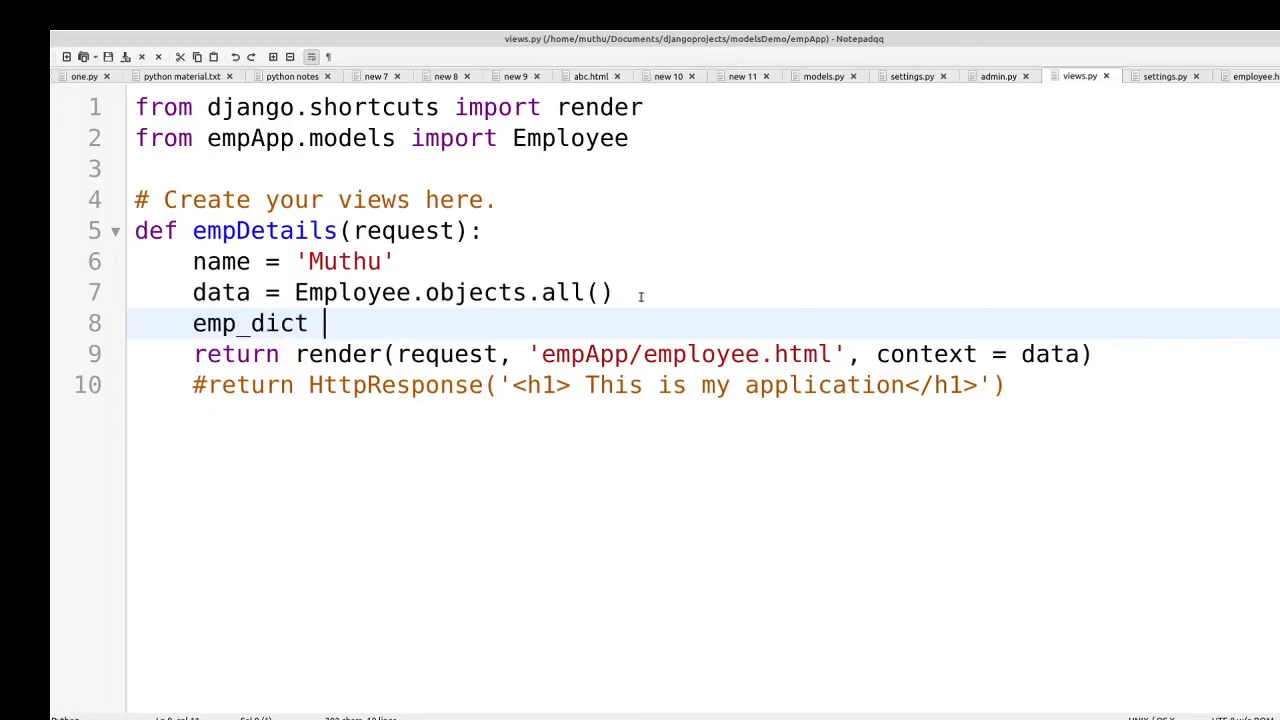 views.py (/home/muthu/Documents/djangoprojects/modelsDemo/empApp) - Notepadqq
one.py python material.txt python notes new 7 new 8 new 9 abc.html new 10 new 11 models.py settings.py admin.py views.py settings.py
1 from django.shortcuts import render
2 from empApp.models import Employee
3
4 # Create your views here.
5 def empDetails(request):
6 name = 'Muthu'
7 data = Employee.objects.all()
8 emp_dict
9 return render(request, 'empApp/employee.html', context = data)
10 #return HttpResponse('<h1> This is my application</h1>')